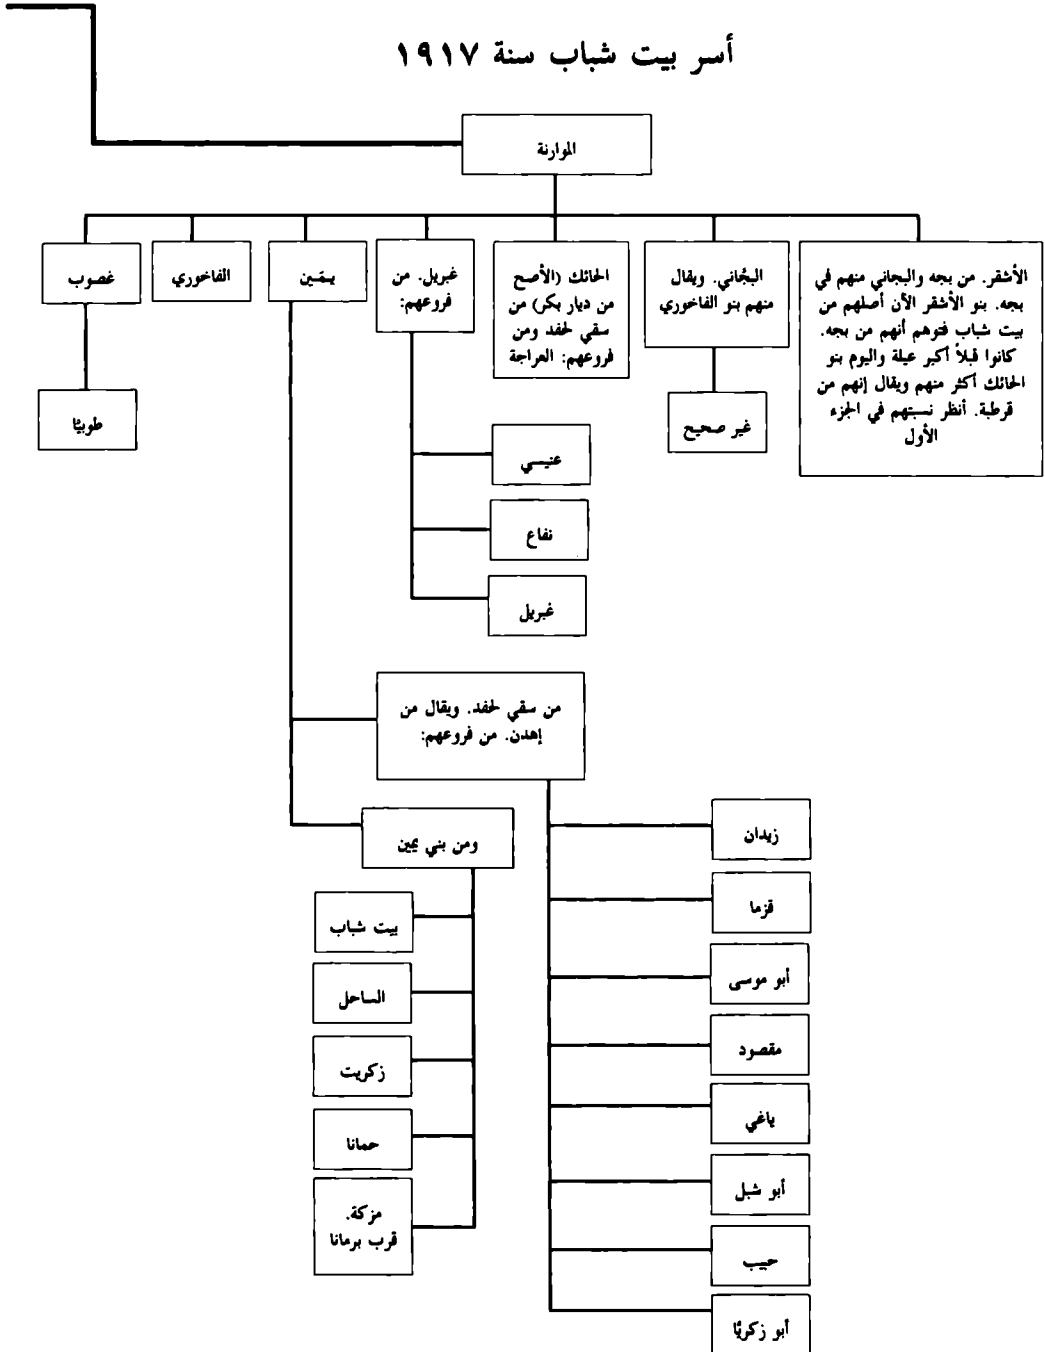 أسر بيت شباب سنة ١٩١٧
الموارنة
الأشقر. من بجه والبجاني منهم في
بجه. بنو الأشقر الآن أصلهم من
بيت شباب فتوهم أنهم من بجه.
كانوا قبلاً أكبر عيلة واليوم بنو
الحائك أكثر منهم ويقال إنهم من
قرطبة. أنظر نسبتهم في الجزء
الأول
البجّاني. ويقال
منهم بنو الفاخوري
غير صحيح
الحائك (الأصح
من ديار بكر) من
سقي لحفد ومن
فروعهم: العراجة
غبريل. من
فروعهم:
عنيسي
نفاع
غبريل
يمّين
الفاخوري
غصوب
طوبيّا
من سقي لحفد. ويقال من
إهدن. من فروعهم:
زيدان
قزما
أبو موسى
مقصود
ياغي
أبو شبل
حبيب
أبو زكريّا
ومن بني يمين
بيت شباب
الساحل
زكريت
حمانا
مزكة.
قرب برمانا